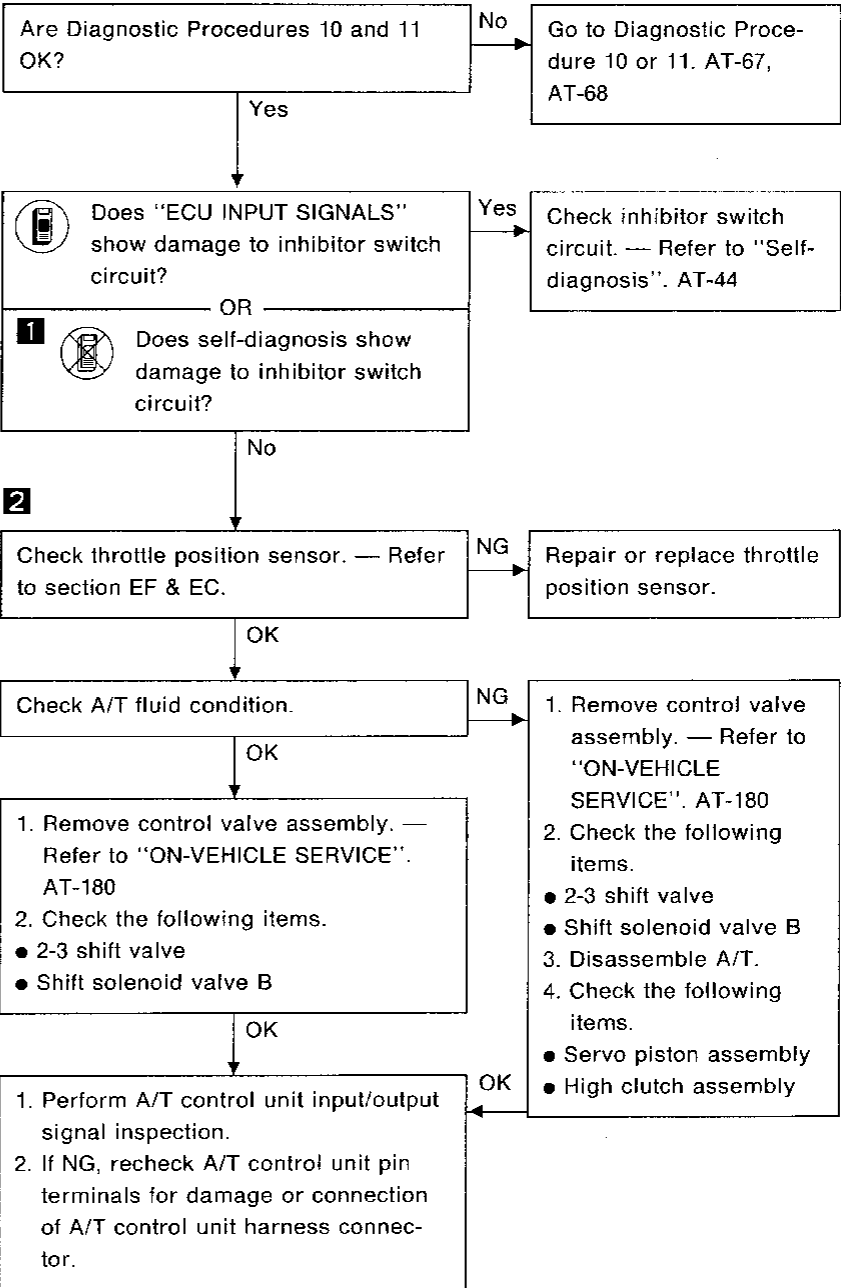 Are Diagnostic Procedures 10 and 11
OK?
No
Go to Diagnostic Proce-
dure 10 or 11. AT-67,
AT-68
Yes
Does "ECU INPUT SIGNALS"
show damage to inhibitor switch
circuit?
Yes
Check inhibitor switch
circuit. — Refer to "Self-
diagnosis". AT-44
OR
1
Does self-diagnosis show
damage to inhibitor switch
circuit?
No
2
Check throttle position sensor. — Refer
to section EF & EC.
NG
Repair or replace throttle
position sensor.
OK
Check A/T fluid condition.
NG
1. Remove control valve
assembly. — Refer to
"ON-VEHICLE
SERVICE". AT-180
2. Check the following
items.
● 2-3 shift valve
● Shift solenoid valve B
3. Disassemble A/T.
4. Check the following
items.
● Servo piston assembly
● High clutch assembly
OK
1. Remove control valve assembly. —
Refer to "ON-VEHICLE SERVICE".
AT-180
2. Check the following items.
● 2-3 shift valve
● Shift solenoid valve B
OK
OK
1. Perform A/T control unit input/output
signal inspection.
2. If NG, recheck A/T control unit pin
terminals for damage or connection
of A/T control unit harness connec-
tor.